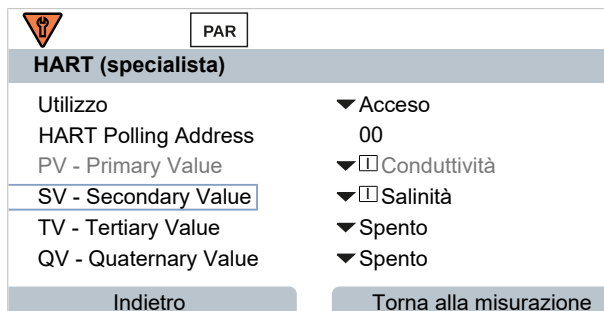 PAR
HART (specialista)
Utilizzo Acceso
HART Polling Address 00
PV - Primary Value I Conduttività
SV - Secondary Value I Salinità
TV - Tertiary Value Spento
QV - Quaternary Value Spento
Indietro Torna alla misurazione